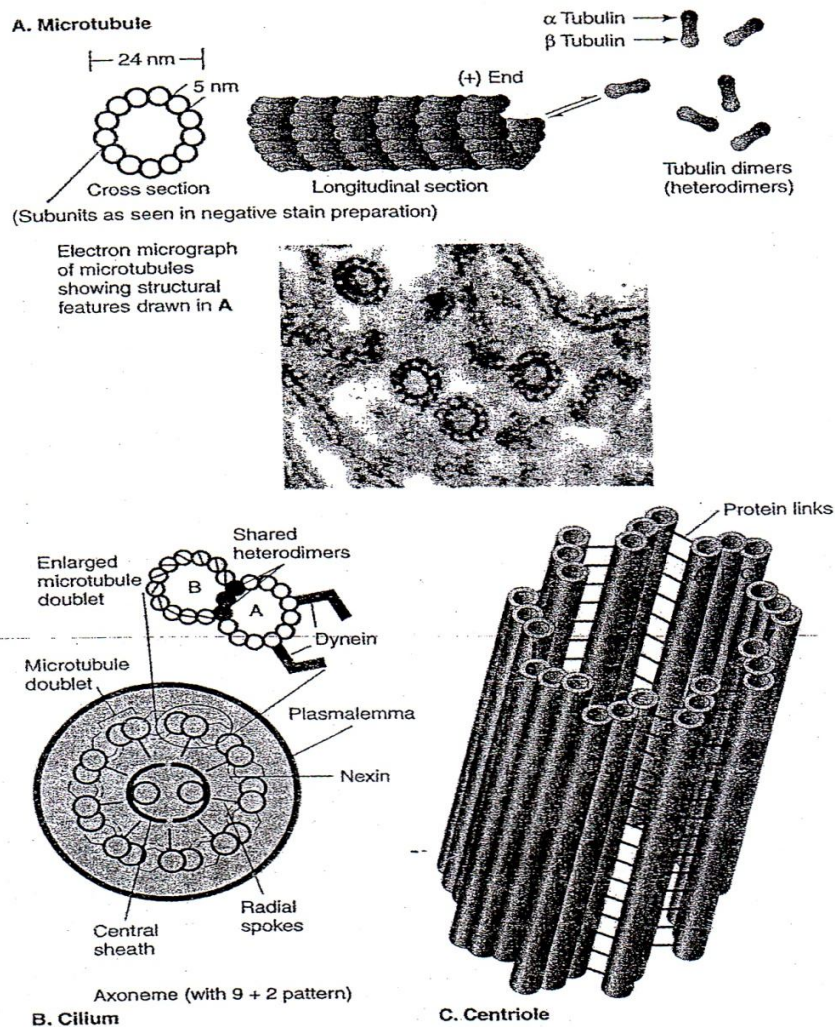 A. Microtubule
24 nm
5 nm
Cross section
(Subunits as seen in negative stain preparation)
(+) End
Longitudinal section
α Tubulin
β Tubulin
Tubulin dimers
(heterodimers)
Electron micrograph
of microtubules
showing structural
features drawn in A
Enlarged
microtubule
doublet
Shared
heterodimers
B
A
Dynein
Microtubule
doublet
Plasmalemma
Nexin
Radial
spokes
Central
sheath
Axoneme (with 9 + 2 pattern)
B. Cilium
Protein links
C. Centriole